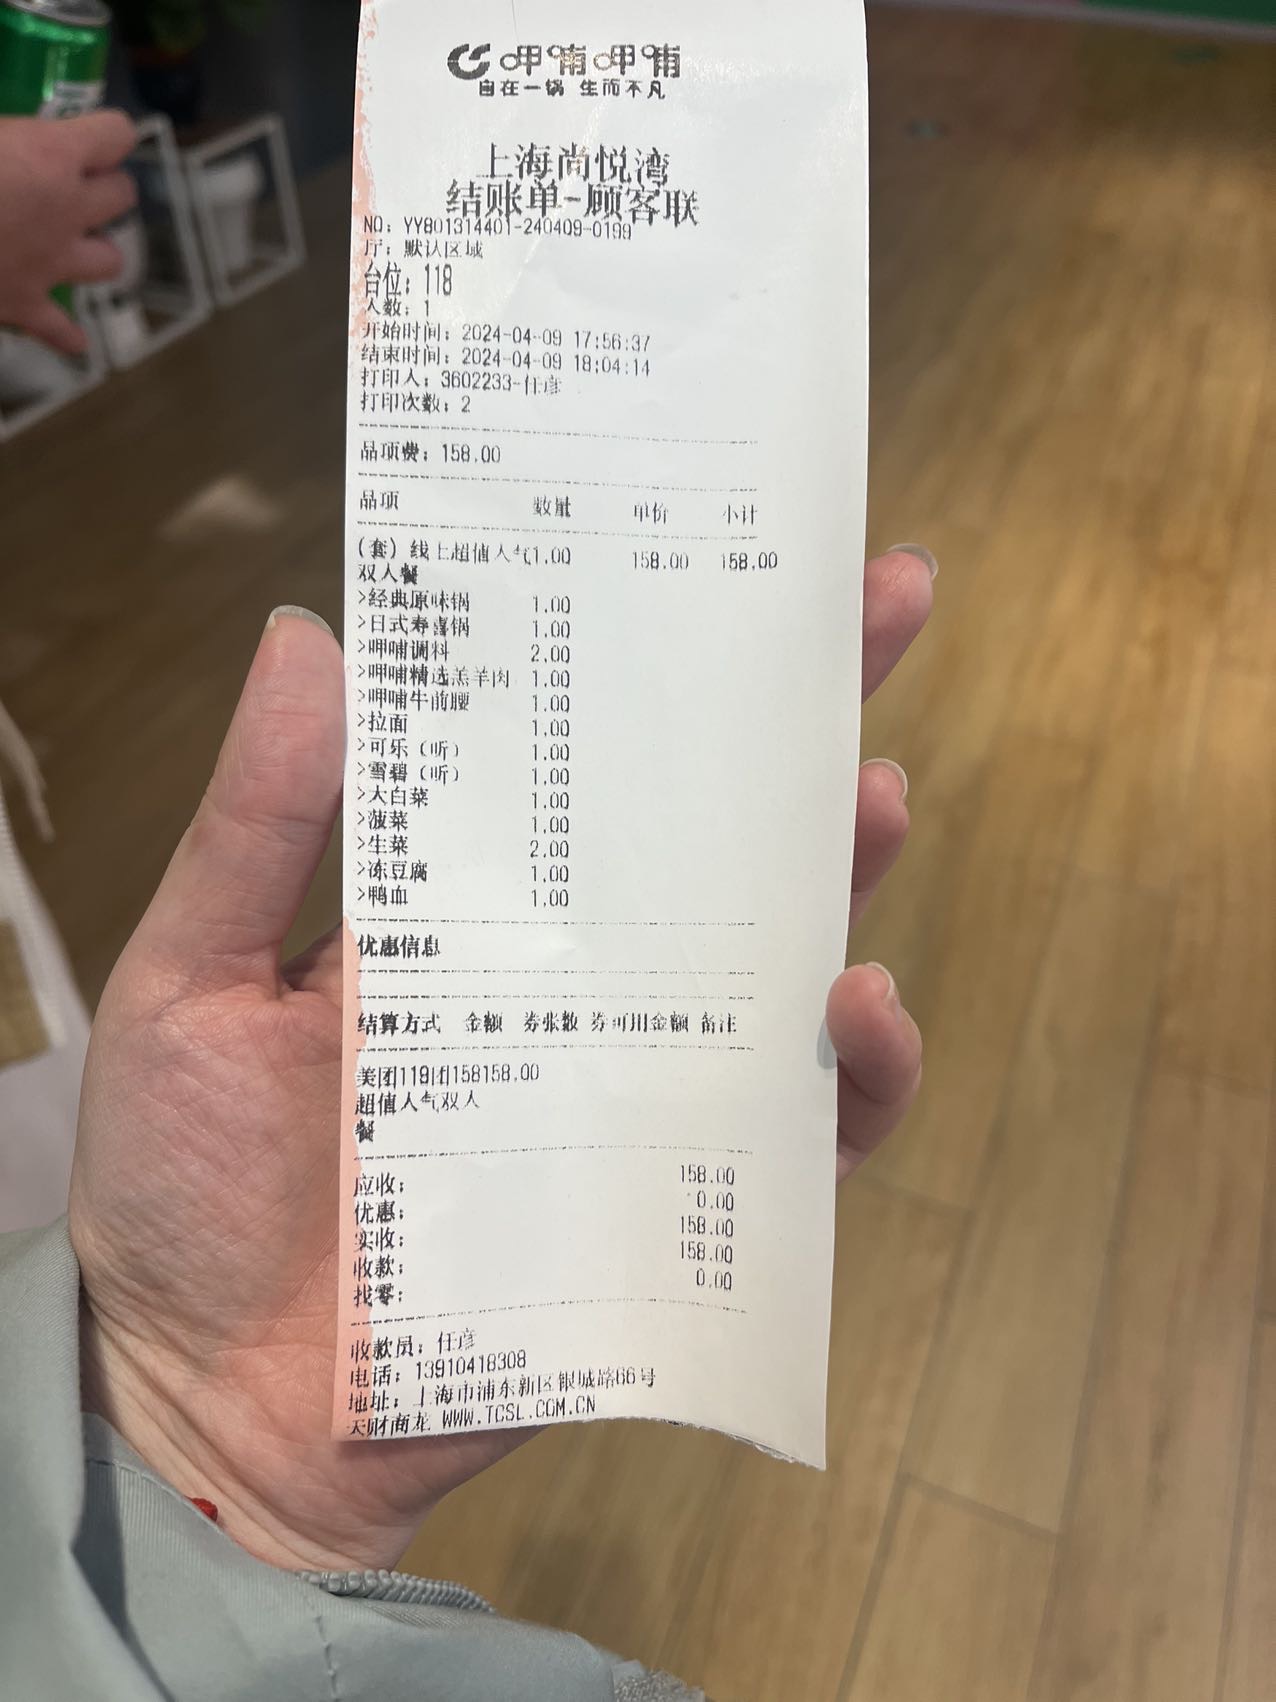 呷哺呷哺
自在一锅 生而不凡
上海尚悦湾
结账单-顾客联
NO: YY801314401-240409-0199
厅: 默认区域
台位: 118
人数: 1
开始时间: 2024-04-09 17:56:37
结束时间: 2024-04-09 18:04:14
打印人: 3602233-任彦
打印次数: 2
品项费: 158.00
品项 数量 单价 小计
(套) 线上超值人气1.00 158.00 158.00
双人餐
>经典原味锅 1.00
>日式寿喜锅 1.00
>呷哺调料 2.00
>呷哺精选羔羊肉 1.00
>呷哺牛前腰 1.00
>拉面 1.00
>可乐(听) 1.00
>雪碧(听) 1.00
>大白菜 1.00
>菠菜 1.00
>生菜 2.00
>冻豆腐 1.00
>鸭血 1.00
优惠信息
结算方式 金额 券张数 券可用金额 备注
美团119团158158.00
超值人气双人
餐
应收: 158.00
优惠: 0.00
实收: 158.00
收款: 158.00
找零: 0.00
收款员: 任彦
电话: 13910418308
地址: 上海市浦东新区银城路66号
天财商龙 WWW.TCSL.COM.CN